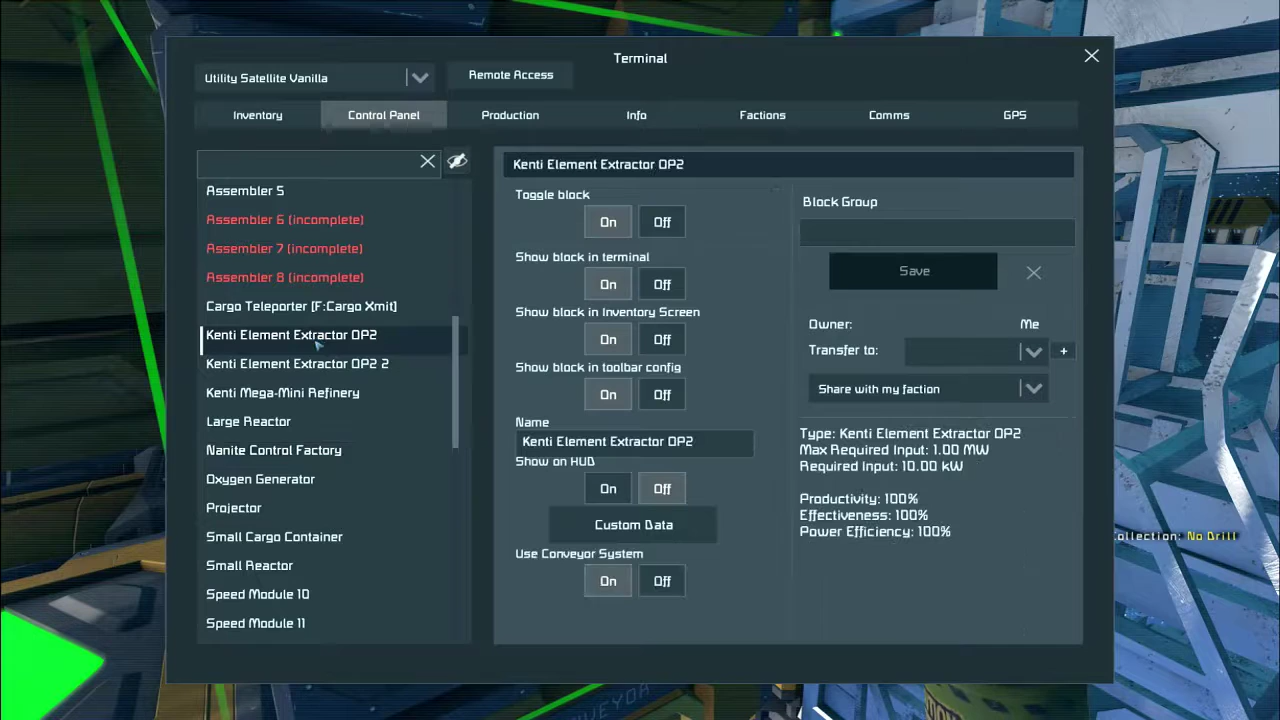 Terminal
Utility Satellite Vanilla
Remote Access
Inventory
Control Panel
Production
Info
Factions
Comms
GPS
Assembler 5
Assembler 6 (incomplete)
Assembler 7 (incomplete)
Assembler 8 (incomplete)
Cargo Teleporter [F:Cargo Xmit]
Kenti Element Extractor OP2
Kenti Element Extractor OP2 2
Kenti Mega-Mini Refinery
Large Reactor
Nanite Control Factory
Oxygen Generator
Projector
Small Cargo Container
Small Reactor
Speed Module 10
Speed Module 11
Kenti Element Extractor OP2
Toggle block
On Off
Show block in terminal
On Off
Show block in Inventory Screen
On Off
Show block in toolbar config
On Off
Name
Kenti Element Extractor OP2
Show on HUD
On Off
Custom Data
Use Conveyor System
On Off
Block Group
Save
Owner: Me
Transfer to:
+
Share with my faction
Type: Kenti Element Extractor OP2
Max Required Input: 1.00 MW
Required Input: 10.00 kW
Productivity: 100%
Effectiveness: 100%
Power Efficiency: 100%
ollection: No Drill
CONVEYOR